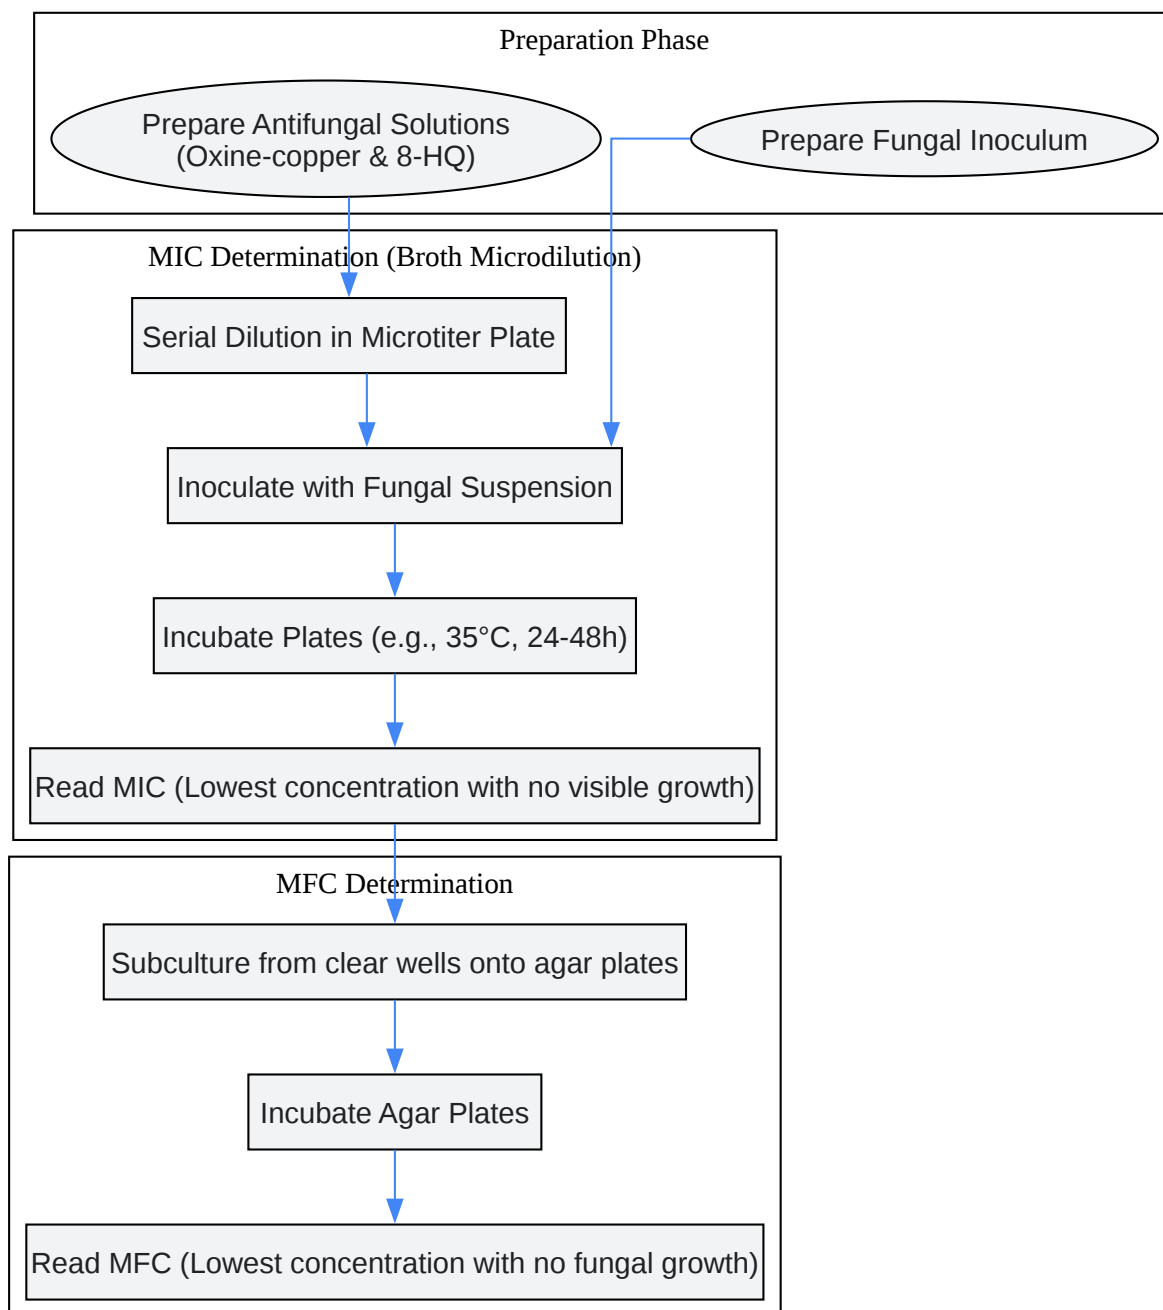 Preparation Phase
Prepare Antifungal Solutions
(Oxine-copper & 8-HQ)
Prepare Fungal Inoculum
MIC Determination (Broth Microdilution)
Serial Dilution in Microtiter Plate
Inoculate with Fungal Suspension
Incubate Plates (e.g., 35°C, 24-48h)
Read MIC (Lowest concentration with no visible growth)
MFC Determination
Subculture from clear wells onto agar plates
Incubate Agar Plates
Read MFC (Lowest concentration with no fungal growth)